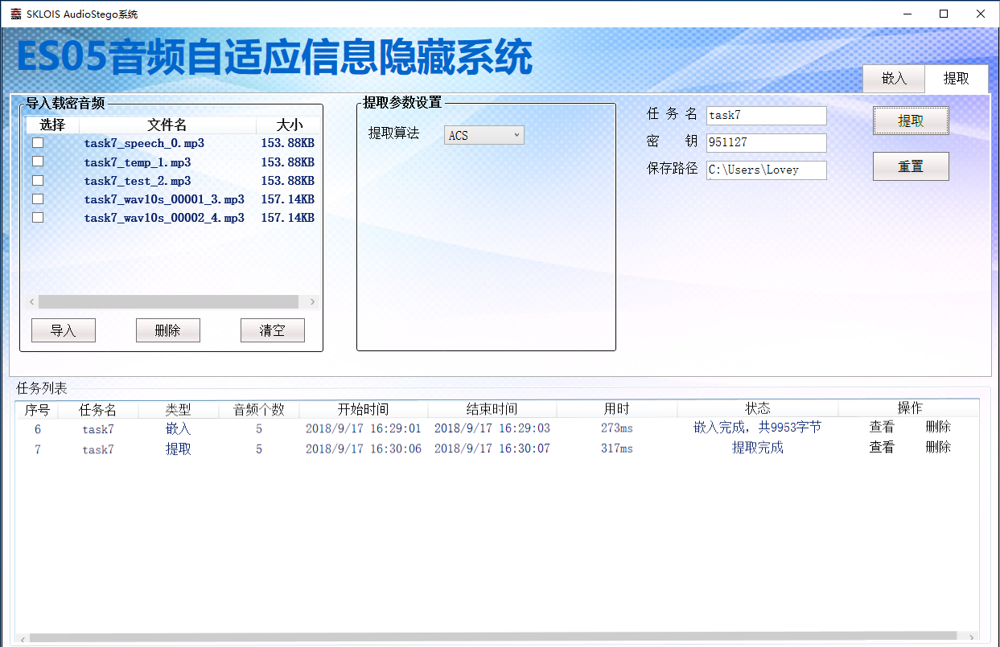 SKLOIS AudioStego系统
ES05音频自适应信息隐藏系统
嵌入 提取
导入载密音频
选择 文件名 大小
task7_speech_0.mp3 153.88KB
task7_temp_1.mp3 153.88KB
task7_test_2.mp3 153.88KB
task7_wav10s_00001_3.mp3 157.14KB
task7_wav10s_00002_4.mp3 157.14KB
导入 删除 清空
提取参数设置
提取算法 ACS
任务名 task7
密钥 951127
保存路径 C:\Users\Lovey
提取
重置
任务列表
序号 任务名 类型 音频个数 开始时间 结束时间 用时 状态 操作
6 task7 嵌入 5 2018/9/17 16:29:01 2018/9/17 16:29:03 273ms 嵌入完成，共9953字节 查看 删除
7 task7 提取 5 2018/9/17 16:30:06 2018/9/17 16:30:07 317ms 提取完成 查看 删除